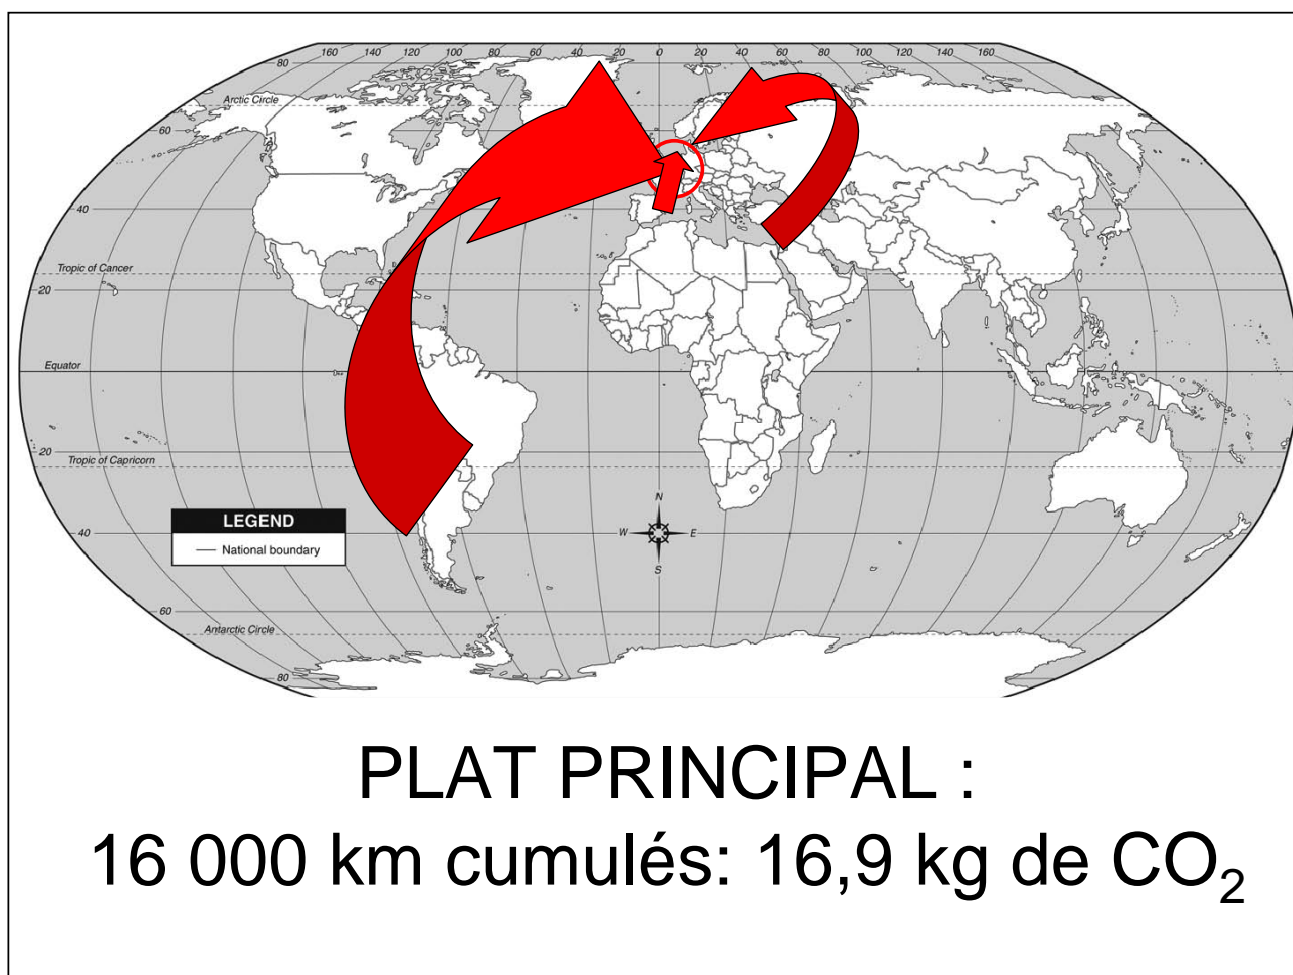 160 140 120 100 80 60 40 20 0 20 40 60 80 100 120 140 160
80
Arctic Circle
60
40
Tropic of Cancer
20
Equator
20
Tropic of Capricorn
N
LEGEND
W E
40
National boundary
S
60
Antarctic Circle
80
PLAT PRINCIPAL :
16 000 km cumulés: 16,9 kg de CO₂